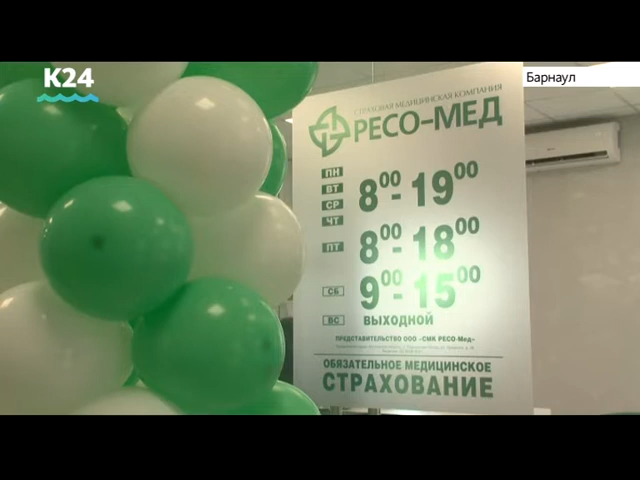 К24
Барнаул
СТРАХОВАЯ МЕДИЦИНСКАЯ КОМПАНИЯ
РЕСО-МЕД
ПН
ВТ
СР
ЧТ
8⁰⁰-19⁰⁰
ПТ
8⁰⁰-18⁰⁰
СБ
9⁰⁰-15⁰⁰
ВС
ВЫХОДНОЙ
ПРЕДСТАВИТЕЛЬСТВО ООО «СМК РЕСО-Мед»
ОБЯЗАТЕЛЬНОЕ МЕДИЦИНСКОЕ
СТРАХОВАНИЕ